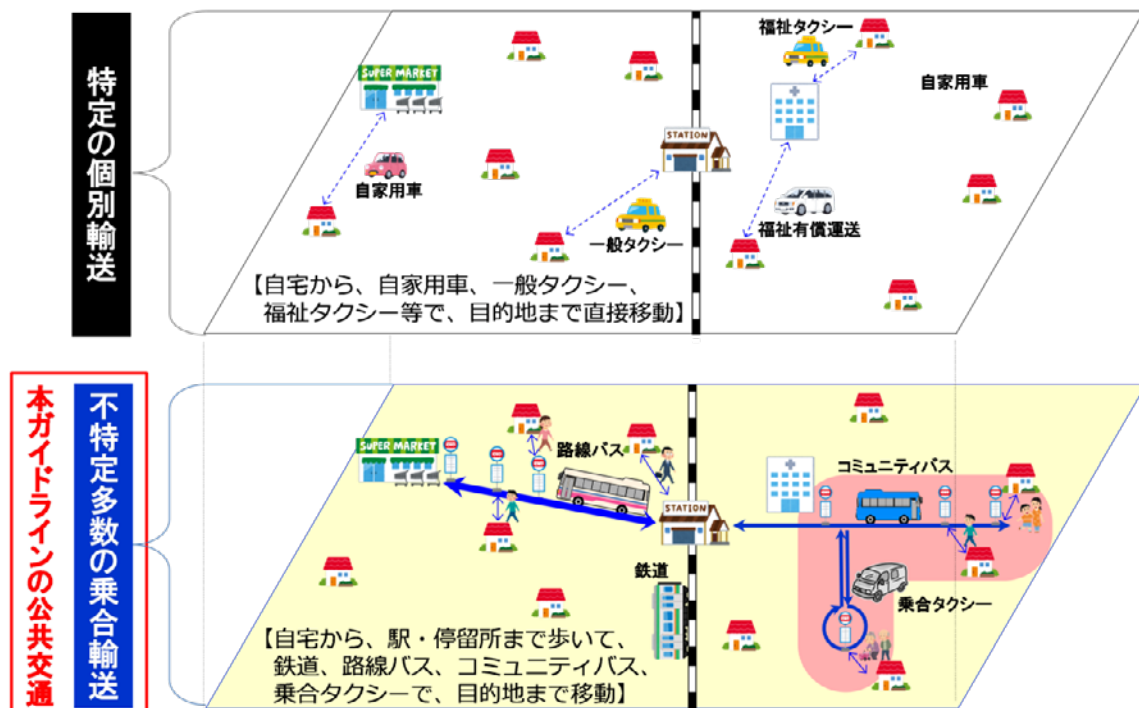 特定の個別輸送
福祉タクシー
自家用車
SUPER MARKET
STATION
自家用車
一般タクシー
福祉有償運送
【自宅から、自家用車、一般タクシー、
福祉タクシー等で、目的地まで直接移動】
本ガイドラインの公共交通
不特定多数の乗合輸送
路線バス
コミュニティバス
SUPER MARKET
STATION
鉄道
乗合タクシー
【自宅から、駅・停留所まで歩いて、
鉄道、路線バス、コミュニティバス、
乗合タクシーで、目的地まで移動】